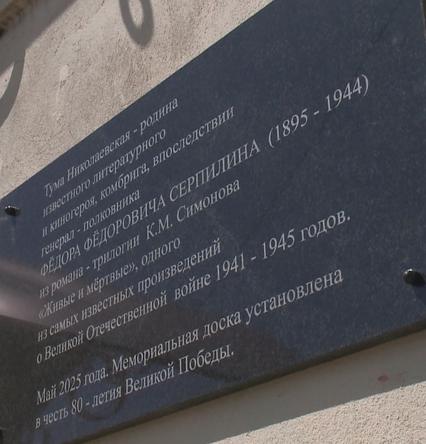 Тума Николаевская - родина
известного литературного
и киногероя, комбрига, впоследствии
генерал - полковника
ФЁДОРА ФЁДОРОВИЧА СЕРПИЛИНА (1895 - 1944)
из романа - трилогии К.М. Симонова
«Живые и мёртвые», одного
из самых известных произведений
о Великой Отечественной войне 1941 - 1945 годов.
Май 2025 года. Мемориальная доска установлена
в честь 80 - летия Великой Победы.